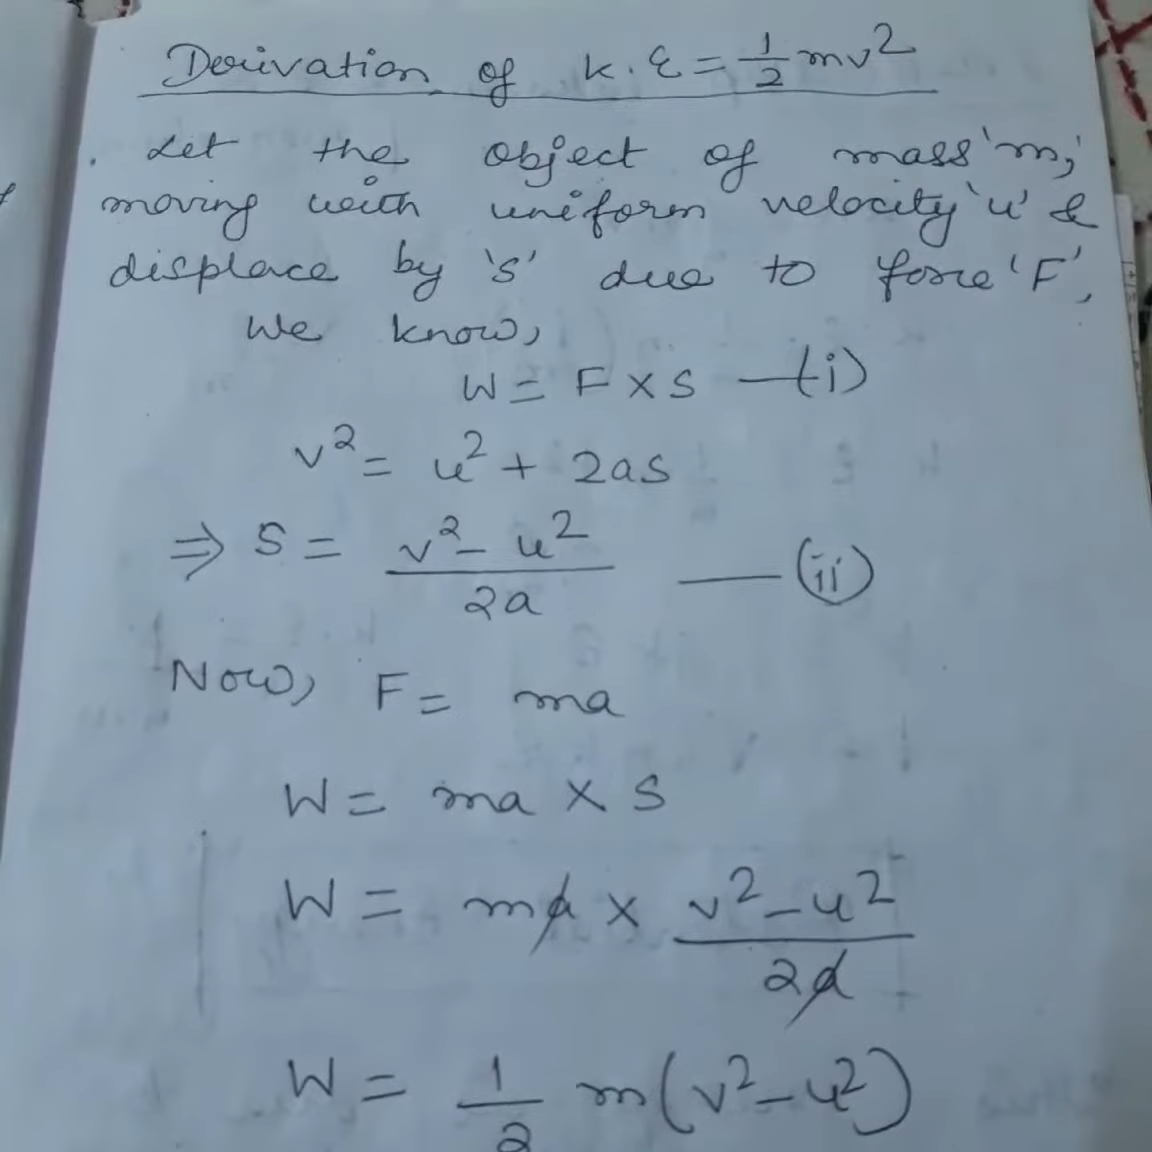 Derivation of K.E = 1/2 mv²
. Let the object of mass 'm,'
moving with uniform velocity 'u' &
displace by 's' due to force 'F',
We know,
W = F × S —(i)
v² = u² + 2as
⇒ S = (v² - u²)/2a —(ii)
Now, F = ma
W = ma × S
W = ma × (v² - u²)/2a
W = 1/2 m(v² - u²)